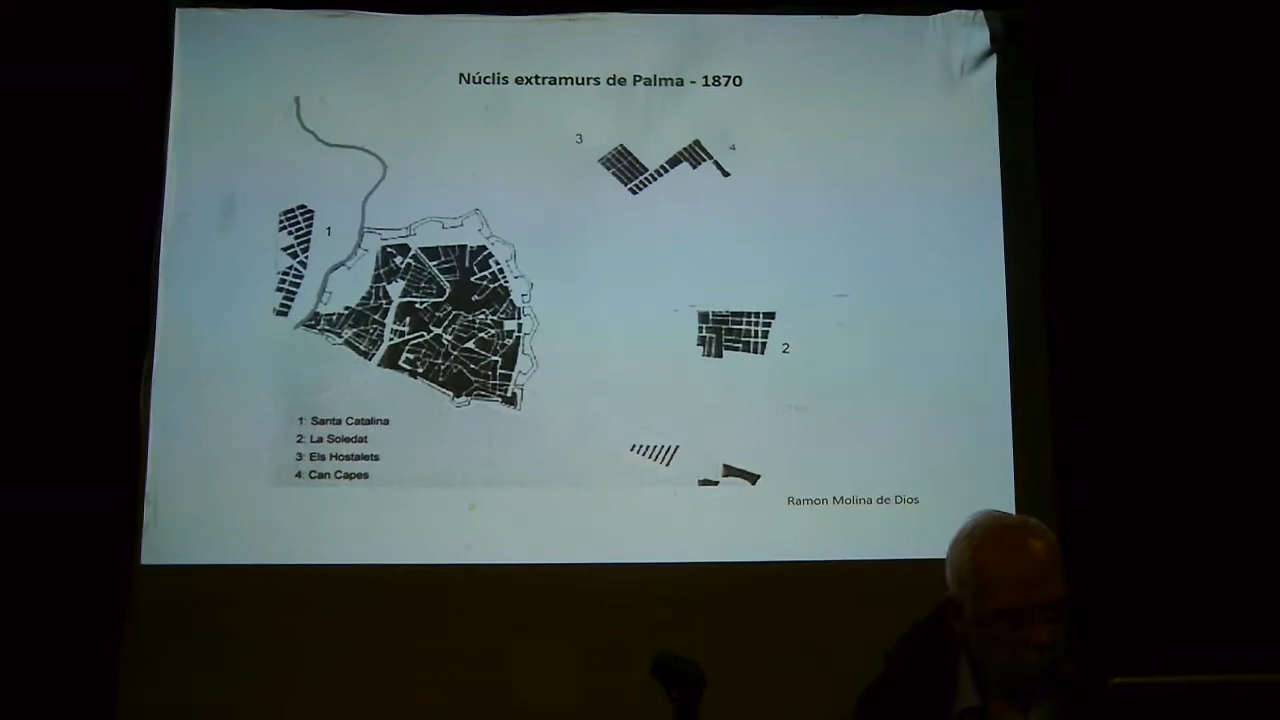 Núclis extramurs de Palma - 1870
3
4
1
2
1: Santa Catalina
2: La Soledat
3: Els Hostalets
4: Can Capes
Ramon Molina de Dios